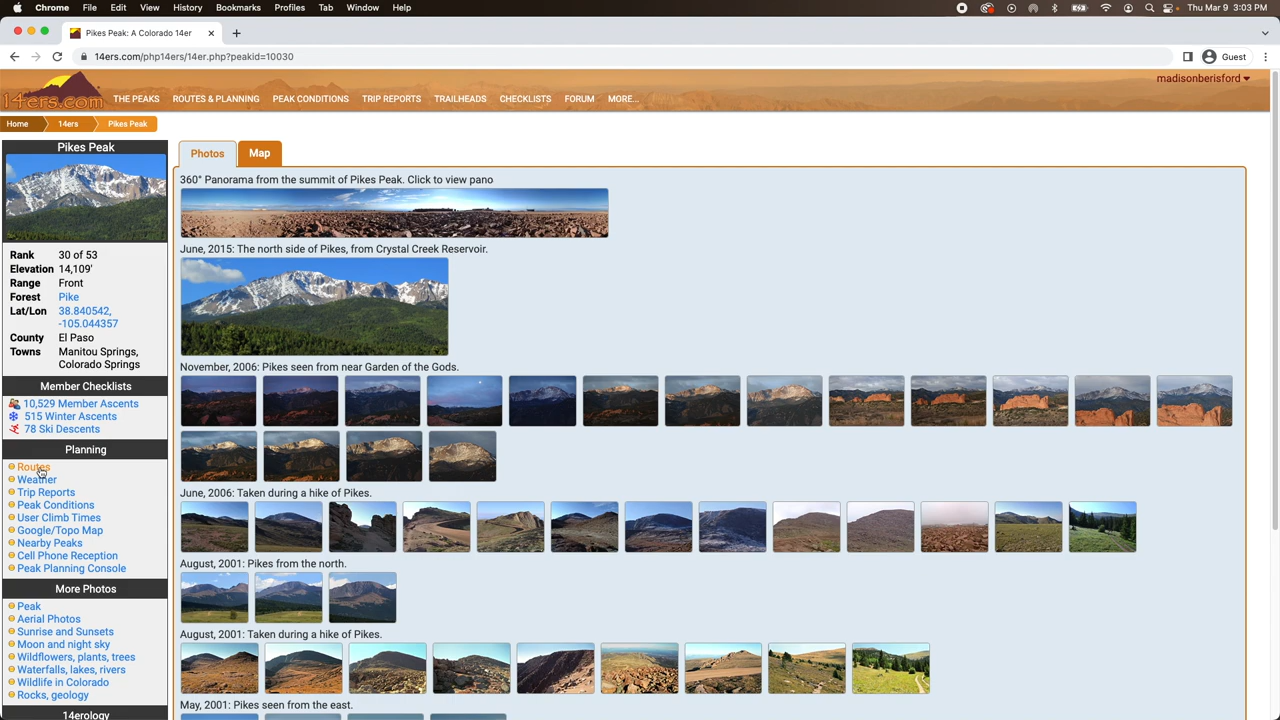 Chrome File Edit View History Bookmarks Profiles Tab Window Help Thu Mar 9 3:03 PM
Pikes Peak: A Colorado 14er
14ers.com/php14ers/14er.php?peakid=10030 Guest
madisonberisford
14ers.com THE PEAKS ROUTES & PLANNING PEAK CONDITIONS TRIP REPORTS TRAILHEADS CHECKLISTS FORUM MORE...
Home 14ers Pikes Peak
Pikes Peak
Rank 30 of 53
Elevation 14,109'
Range Front
Forest Pike
Lat/Lon 38.840542,
-105.044357
County El Paso
Towns Manitou Springs,
Colorado Springs
Member Checklists
10,529 Member Ascents
515 Winter Ascents
78 Ski Descents
Planning
Routes
Weather
Trip Reports
Peak Conditions
User Climb Times
Google/Topo Map
Nearby Peaks
Cell Phone Reception
Peak Planning Console
More Photos
Peak
Aerial Photos
Sunrise and Sunsets
Moon and night sky
Wildflowers, plants, trees
Waterfalls, lakes, rivers
Wildlife in Colorado
Rocks, geology
14erology
Photos Map
360° Panorama from the summit of Pikes Peak. Click to view pano
June, 2015: The north side of Pikes, from Crystal Creek Reservoir.
November, 2006: Pikes seen from near Garden of the Gods.
June, 2006: Taken during a hike of Pikes.
August, 2001: Pikes from the north.
August, 2001: Taken during a hike of Pikes.
May, 2001: Pikes seen from the east.